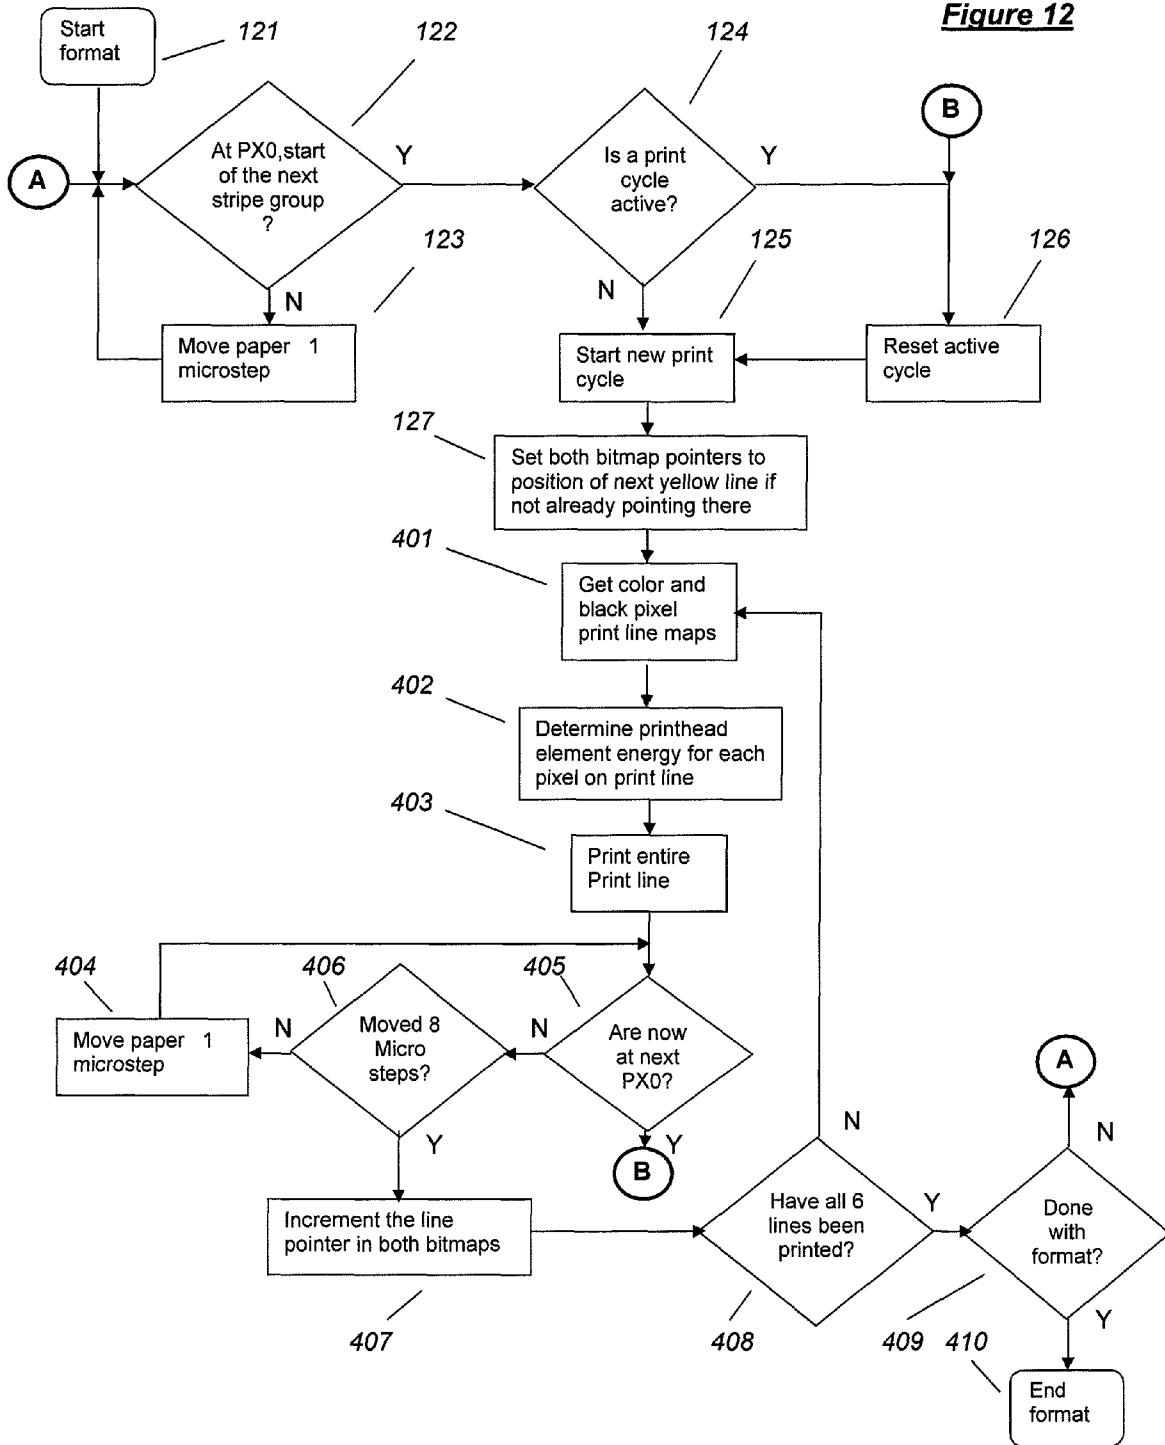 Figure 12
Start
format
121
122
124
B
A
At PX0,start
of the next
stripe group
?
Y
Is a print
cycle
active?
Y
123
N
125
126
N
Move paper 1
microstep
Start new print
cycle
Reset active
cycle
127
Set both bitmap pointers to
position of next yellow line if
not already pointing there
401
Get color and
black pixel
print line maps
402
Determine printhead
element energy for each
pixel on print line
403
Print entire
Print line
404
406
405
Move paper 1
microstep
N
Moved 8
Micro
steps?
N
Are now
at next
PX0?
A
Y
Y
B
N
N
Increment the line
pointer in both bitmaps
Have all 6
lines been
printed?
Y
Done
with
format?
407
408
409
410
Y
End
format